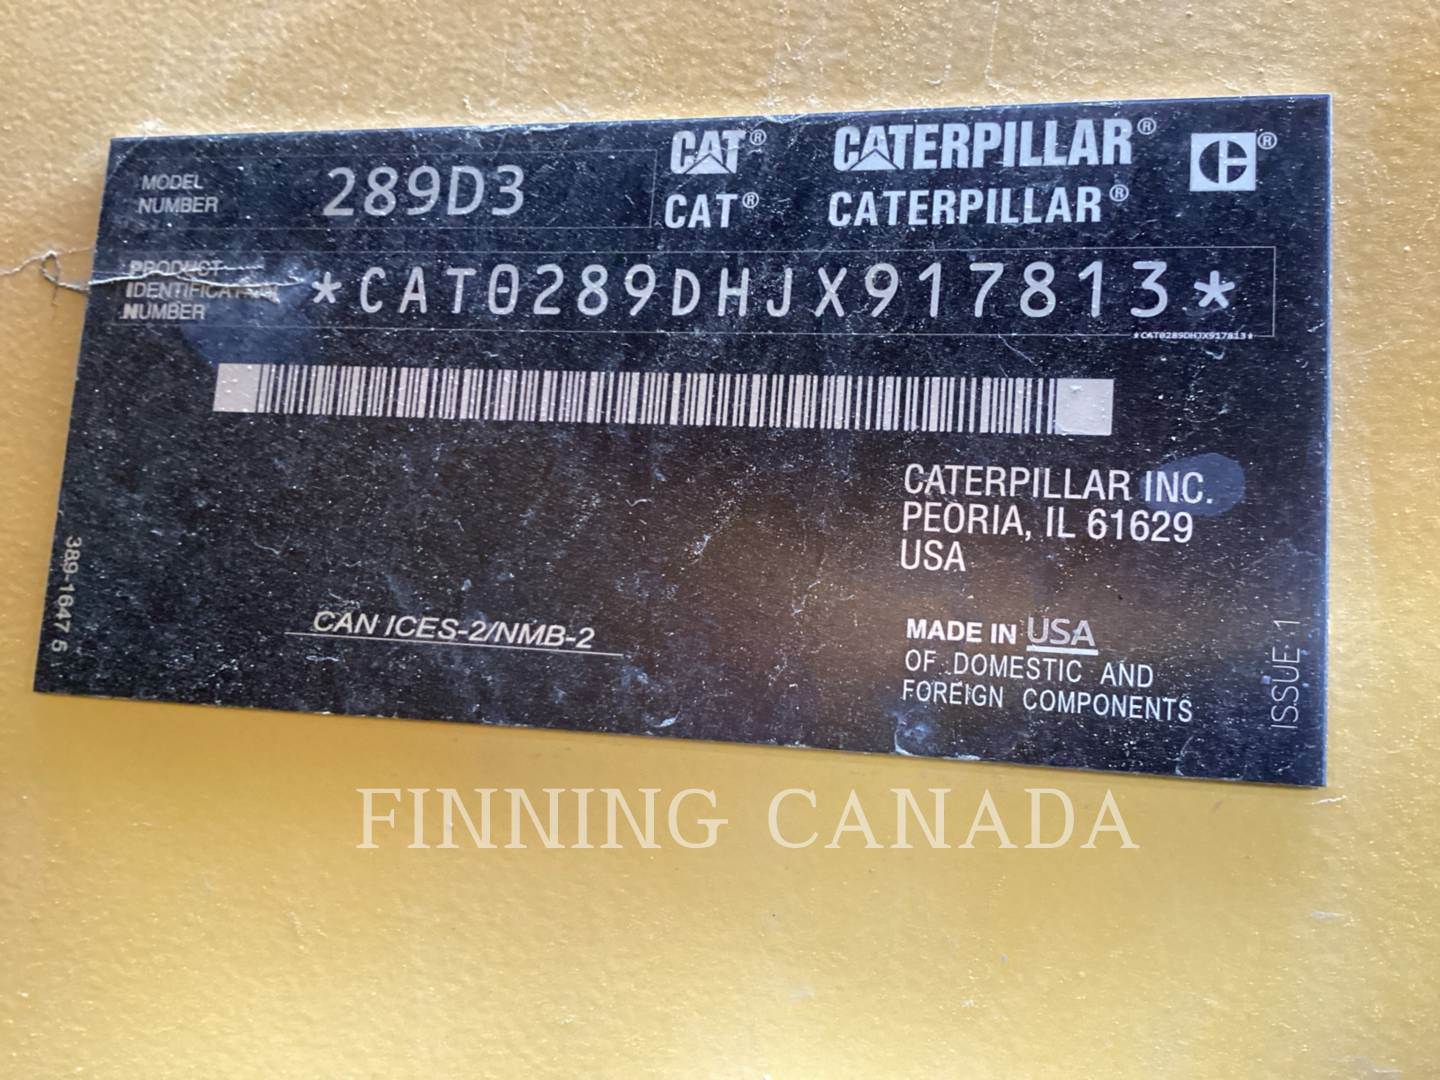 MODEL
NUMBER
289D3
CAT®
CAT®
CATERPILLAR®
CATERPILLAR®
C®
PRODUCT
IDENTIFICATION
NUMBER
*CAT0289DHJX917813*
*CAT0289DHJX917813*
CATERPILLAR INC.
PEORIA, IL 61629
USA
MADE IN USA
OF DOMESTIC AND
FOREIGN COMPONENTS
CAN ICES-2/NMB-2
389-1647 6
ISSUE: 1
FINNING CANADA